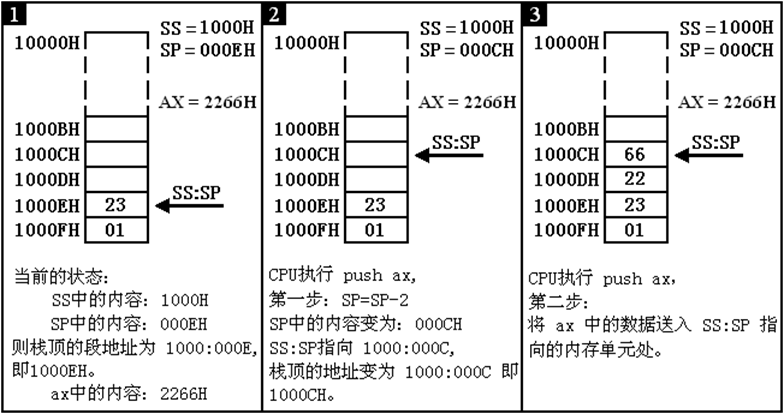 1
SS = 1000H
SP = 000EH
10000H
AX = 2266H
1000BH
1000CH
1000DH
SS:SP
1000EH 23
1000FH 01
当前的状态:
SS中的内容: 1000H
SP中的内容: 000EH
则栈顶的段地址为 1000:000E,
即1000EH。
ax中的内容: 2266H
2
SS = 1000H
SP = 000CH
10000H
AX = 2266H
1000BH
SS:SP
1000CH
1000DH
1000EH 23
1000FH 01
CPU执行 push ax,
第一步: SP=SP-2
SP中的内容变为: 000CH
SS:SP指向 1000:000C,
栈顶的地址变为 1000:000C 即
1000CH。
3
SS = 1000H
SP = 000CH
10000H
AX = 2266H
1000BH
SS:SP
1000CH 66
1000DH 22
1000EH 23
1000FH 01
CPU执行 push ax,
第二步:
将 ax 中的数据送入 SS:SP 指
向的内存单元处。